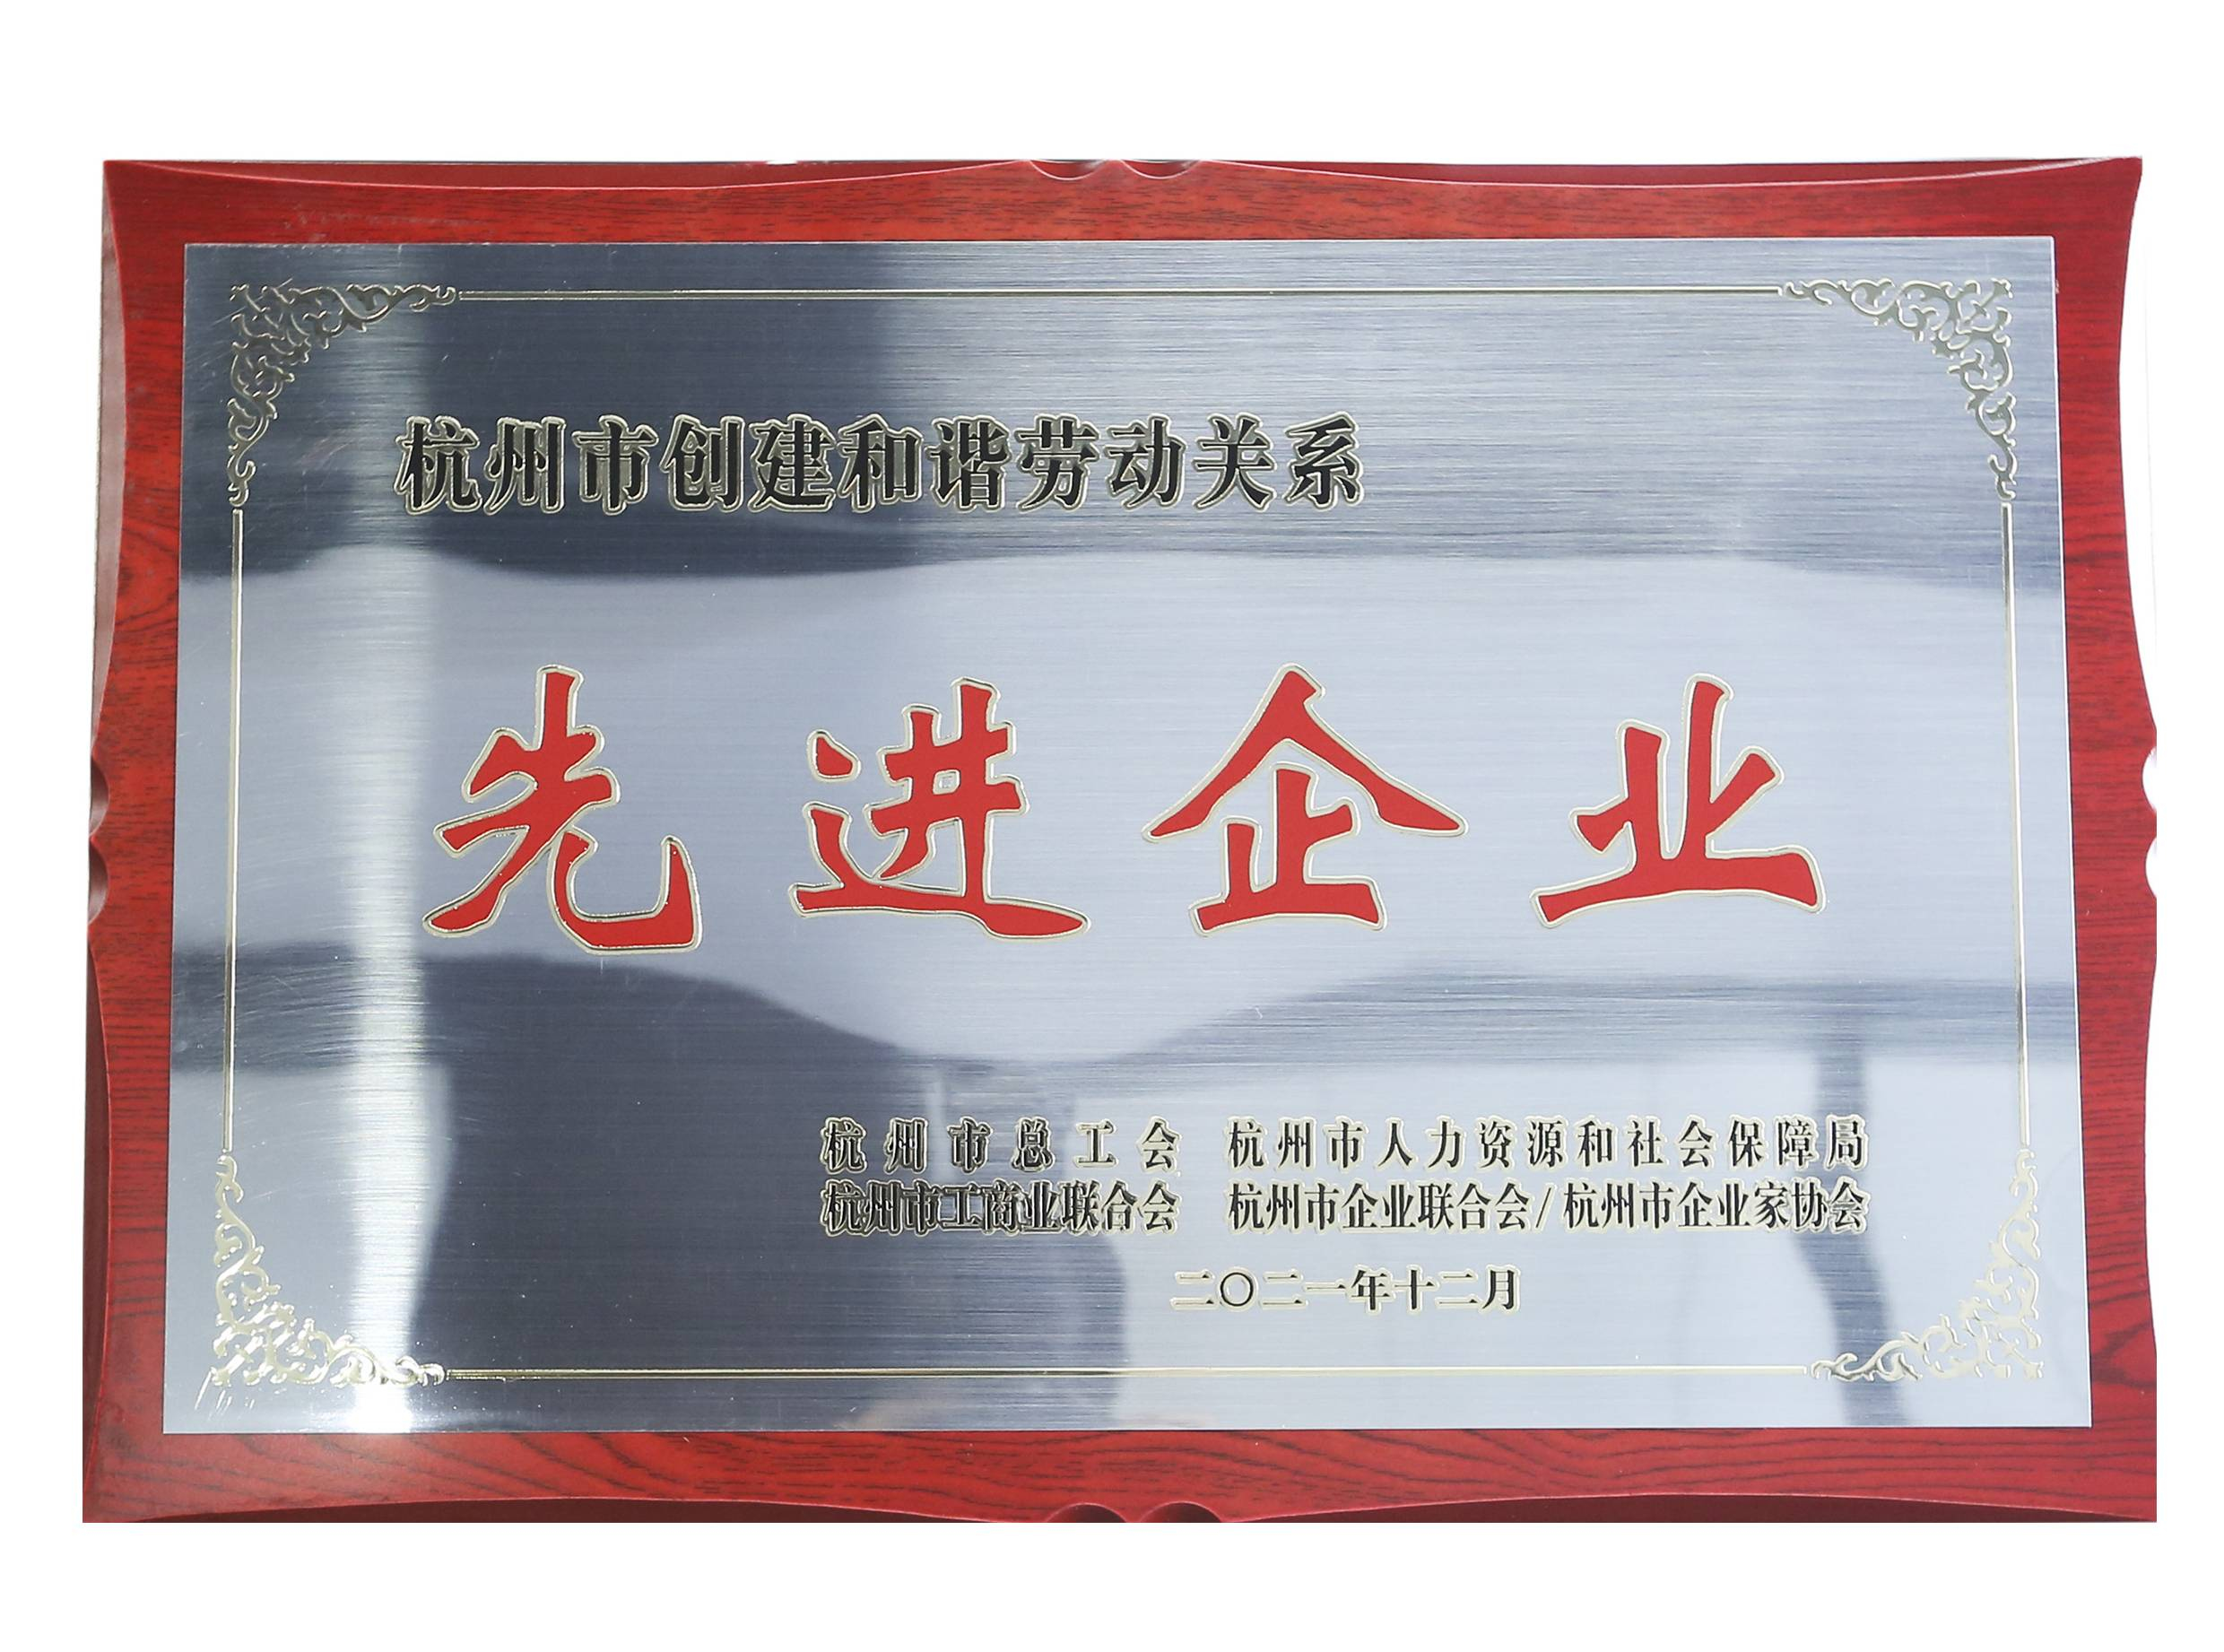 杭州市创建和谐劳动关系
先进企业
杭州市总工会 杭州市人力资源和社会保障局
杭州市工商业联合会 杭州市企业联合会/杭州市企业家协会
二〇二一年十二月